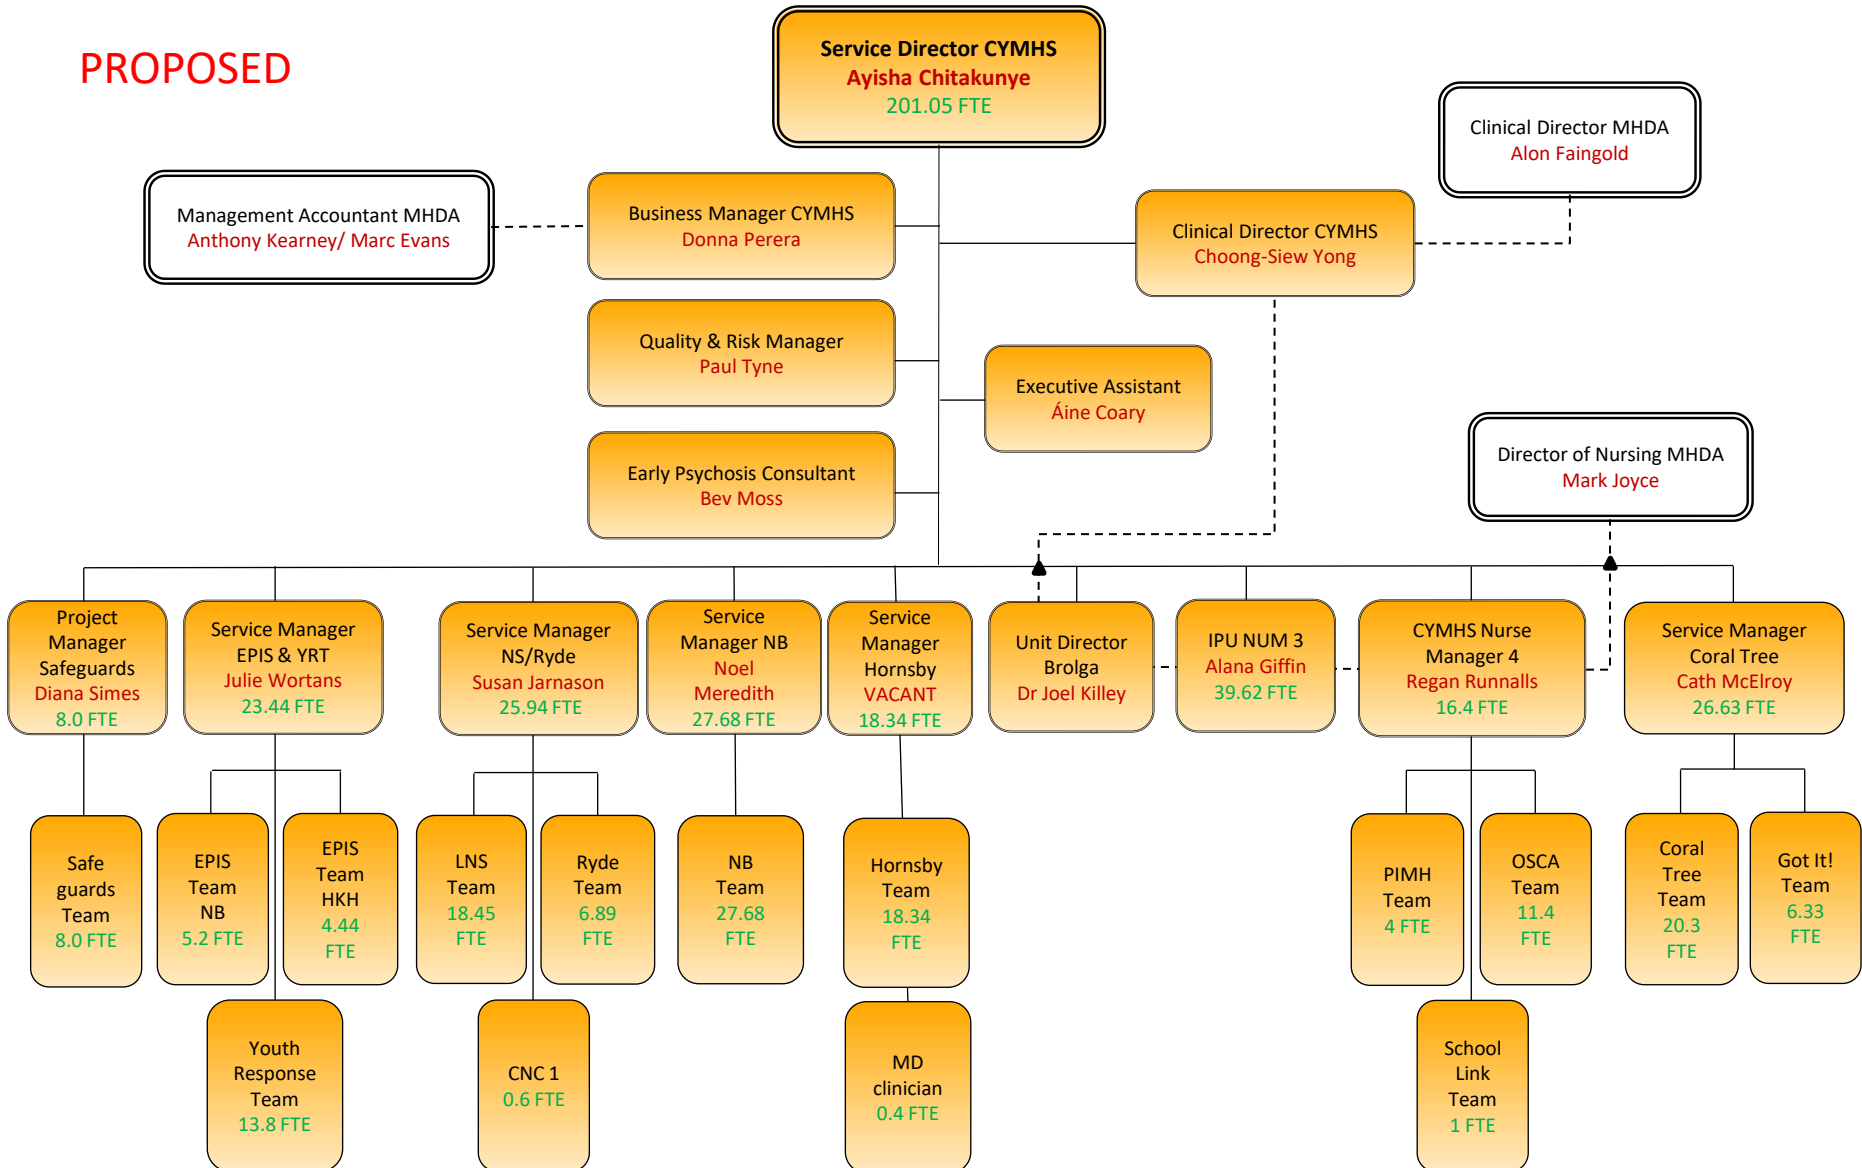 PROPOSED
Service Director CYMHS
Ayisha Chitakunye
201.05 FTE
Clinical Director MHDA
Alon Faingold
Management Accountant MHDA
Anthony Kearney/ Marc Evans
Business Manager CYMHS
Donna Perera
Clinical Director CYMHS
Choong-Siew Yong
Quality & Risk Manager
Paul Tyne
Executive Assistant
Áine Coary
Early Psychosis Consultant
Bev Moss
Director of Nursing MHDA
Mark Joyce
Project
Manager
Safeguards
Diana Simes
8.0 FTE
Service Manager
EPIS & YRT
Julie Wortans
23.44 FTE
Service Manager
NS/Ryde
Susan Jarnason
25.94 FTE
Service
Manager NB
Noel
Meredith
27.68 FTE
Service
Manager
Hornsby
VACANT
18.34 FTE
Unit Director
Brolga
Dr Joel Killey
IPU NUM 3
Alana Giffin
39.62 FTE
CYMHS Nurse
Manager 4
Regan Runnalls
16.4 FTE
Service Manager
Coral Tree
Cath McElroy
26.63 FTE
Safe
guards
Team
8.0 FTE
EPIS
Team
NB
5.2 FTE
EPIS
Team
HKH
4.44
FTE
LNS
Team
18.45
FTE
Ryde
Team
6.89
FTE
NB
Team
27.68
FTE
Hornsby
Team
18.34
FTE
PIMH
Team
4 FTE
OSCA
Team
11.4
FTE
Coral
Tree
Team
20.3
FTE
Got It!
Team
6.33
FTE
Youth
Response
Team
13.8 FTE
CNC 1
0.6 FTE
MD
clinician
0.4 FTE
School
Link
Team
1 FTE